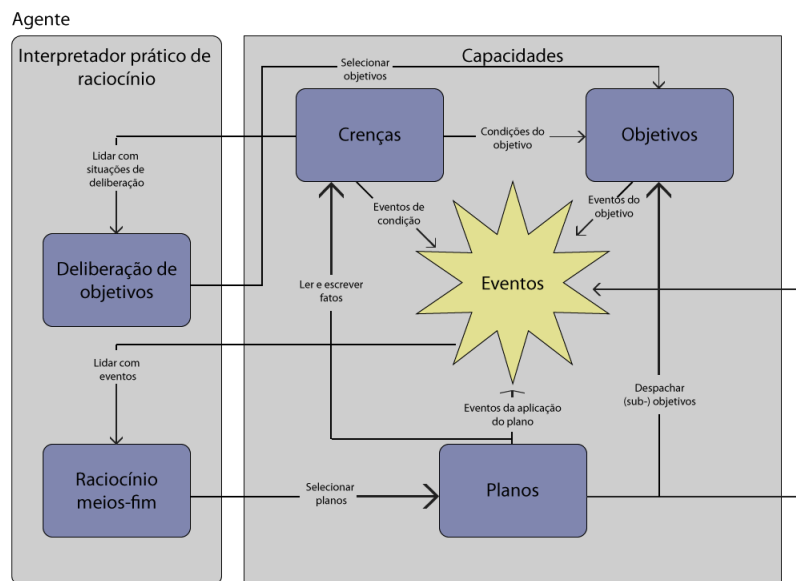 Agente
Interpretador prático de
raciocínio
Capacidades
Selecionar
objetivos
Crenças
Condições do
objetivo
Objetivos
Lidar com
situações de
deliberação
Eventos de
condição
Eventos do
objetivo
Deliberação de
objetivos
Ler e escrever
fatos
Eventos
Lidar com
eventos
Despachar
(sub-) objetivos
Eventos da aplicação
do plano
Raciocínio
meios-fim
Selecionar
planos
Planos